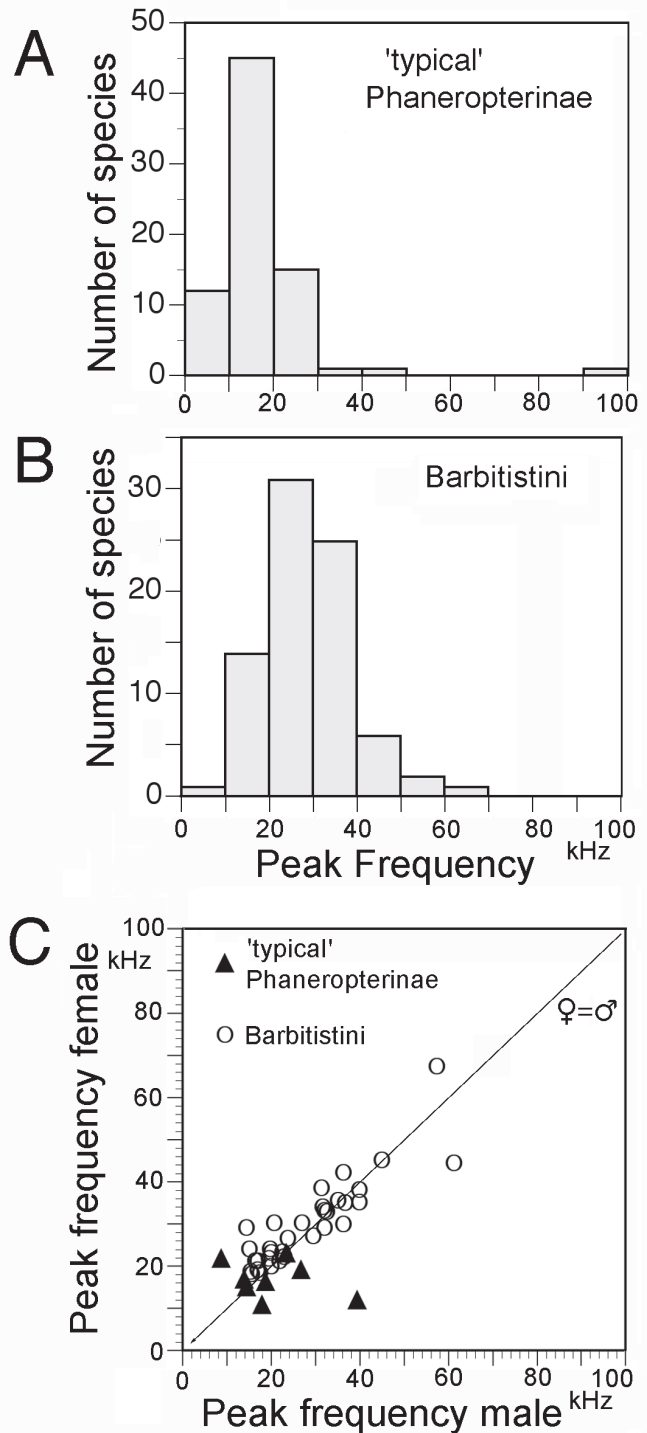 A
'typical'
Phaneropterinae
Number of species
50
40
30
20
10
0
0 20 40 60 80 100
B
Barbitistini
Number of species
30
20
10
0
0 20 40 60 80 100
Peak Frequency kHz
C
Peak frequency female
100
kHz
80
60
40
20
0
'typical'
Phaneropterinae
Barbitistini
♀=♂
0 20 40 60 80 100
Peak frequency male kHz